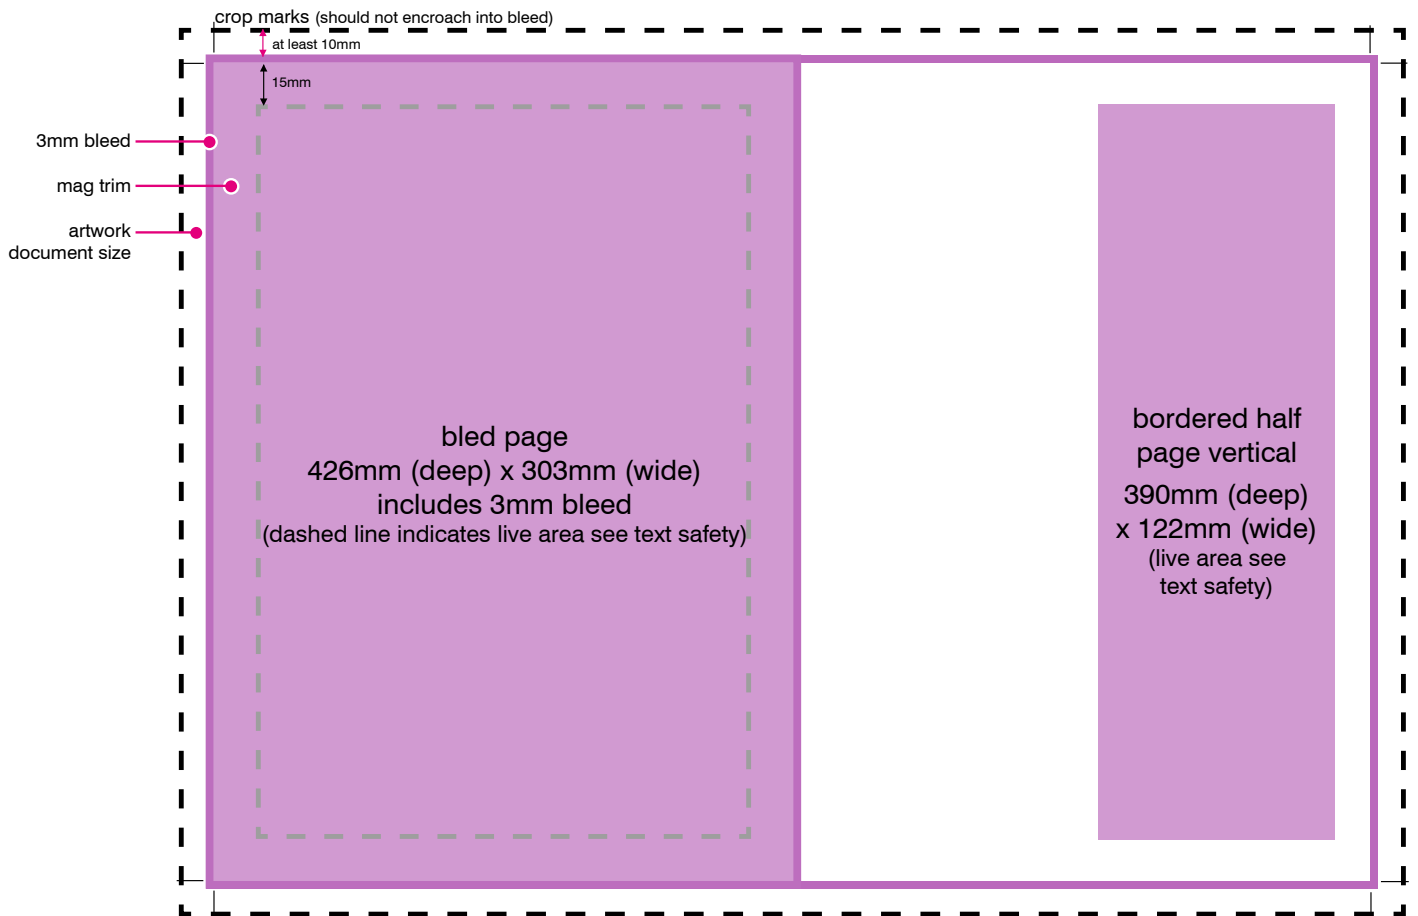 crop marks (should not encroach into bleed)
at least 10mm
15mm
3mm bleed
mag trim
artwork
document size
bled page
426mm (deep) x 303mm (wide)
includes 3mm bleed
(dashed line indicates live area see text safety)
bordered half
page vertical
390mm (deep)
x 122mm (wide)
(live area see
text safety)